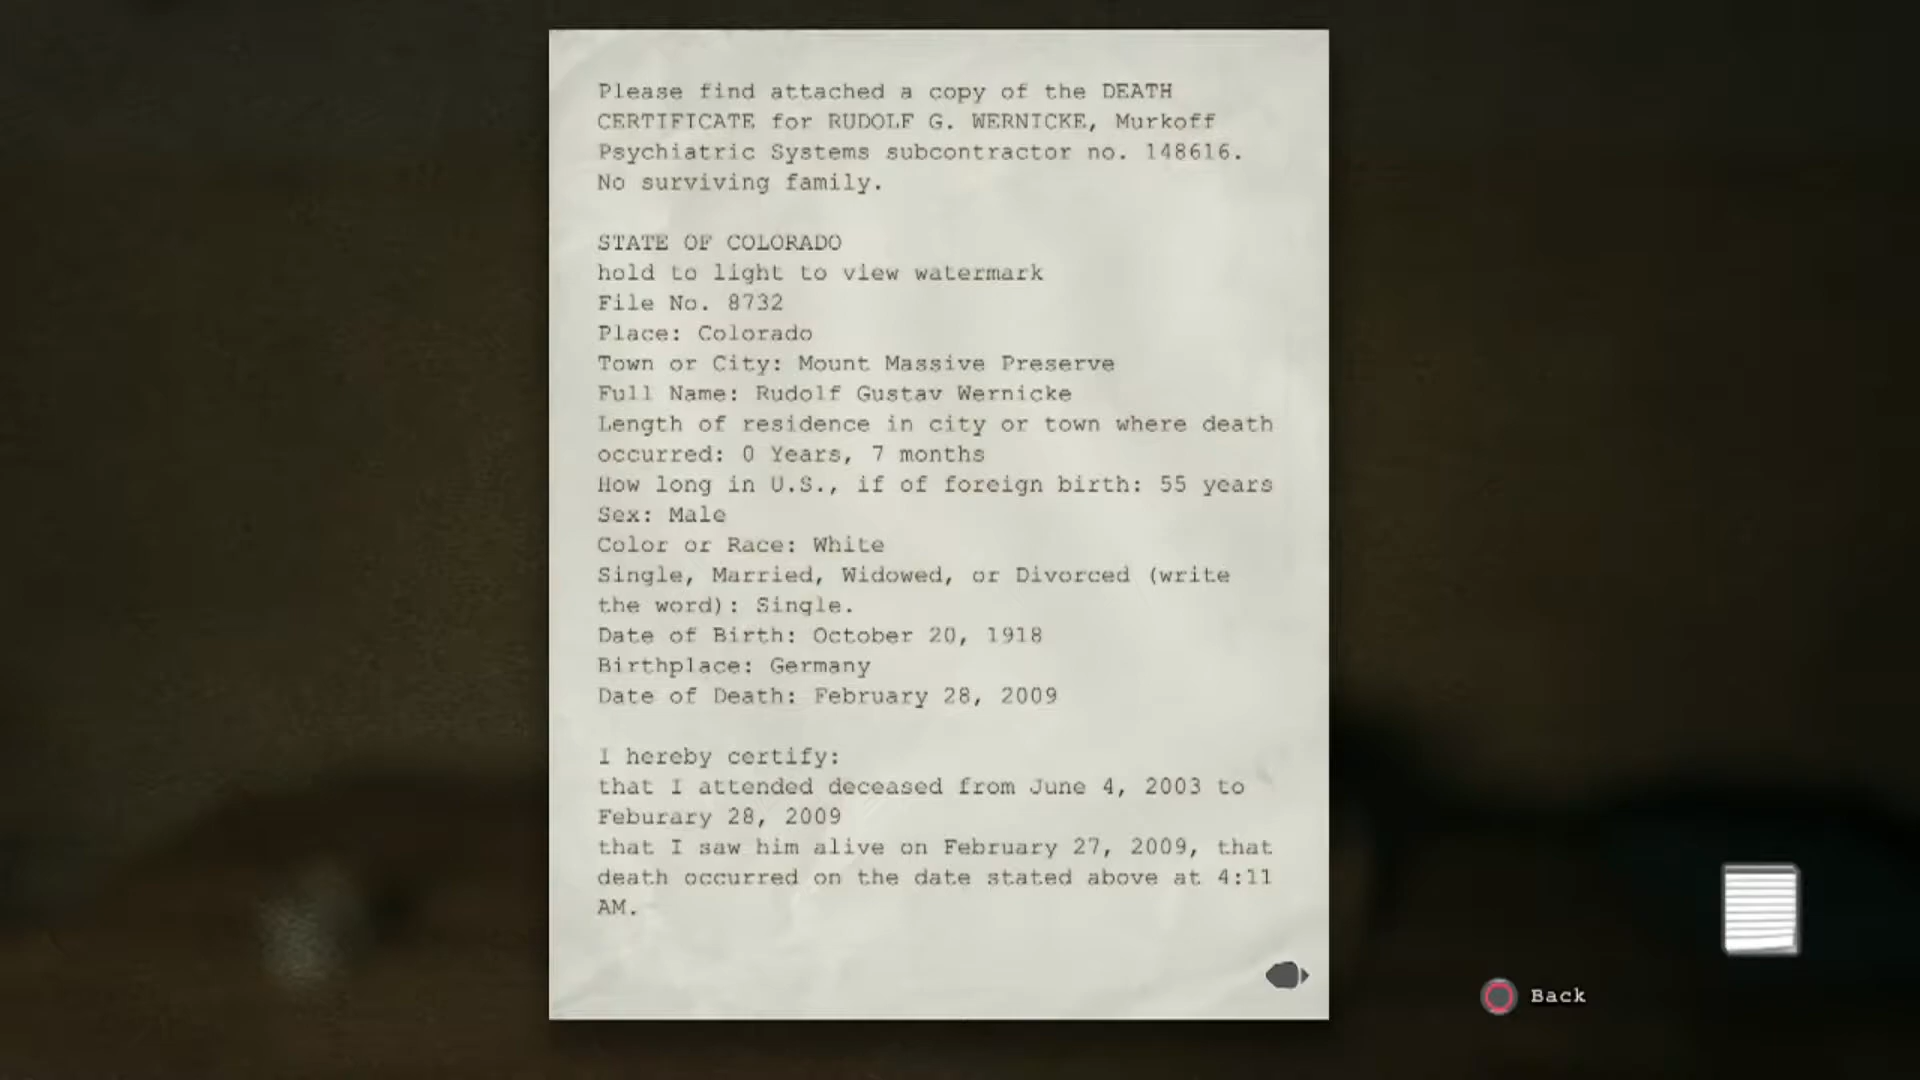 Please find attached a copy of the DEATH
CERTIFICATE for RUDOLF G. WERNICKE, Murkoff
Psychiatric Systems subcontractor no. 148616.
No surviving family.
STATE OF COLORADO
hold to light to view watermark
File No. 8732
Place: Colorado
Town or City: Mount Massive Preserve
Full Name: Rudolf Gustav Wernicke
Length of residence in city or town where death
occurred: 0 Years, 7 months
How long in U.S., if of foreign birth: 55 years
Sex: Male
Color or Race: White
Single, Married, Widowed, or Divorced (write
the word): Single.
Date of Birth: October 20, 1918
Birthplace: Germany
Date of Death: February 28, 2009
I hereby certify:
that I attended deceased from June 4, 2003 to
Feburary 28, 2009
that I saw him alive on February 27, 2009, that
death occurred on the date stated above at 4:11
AM.
Back